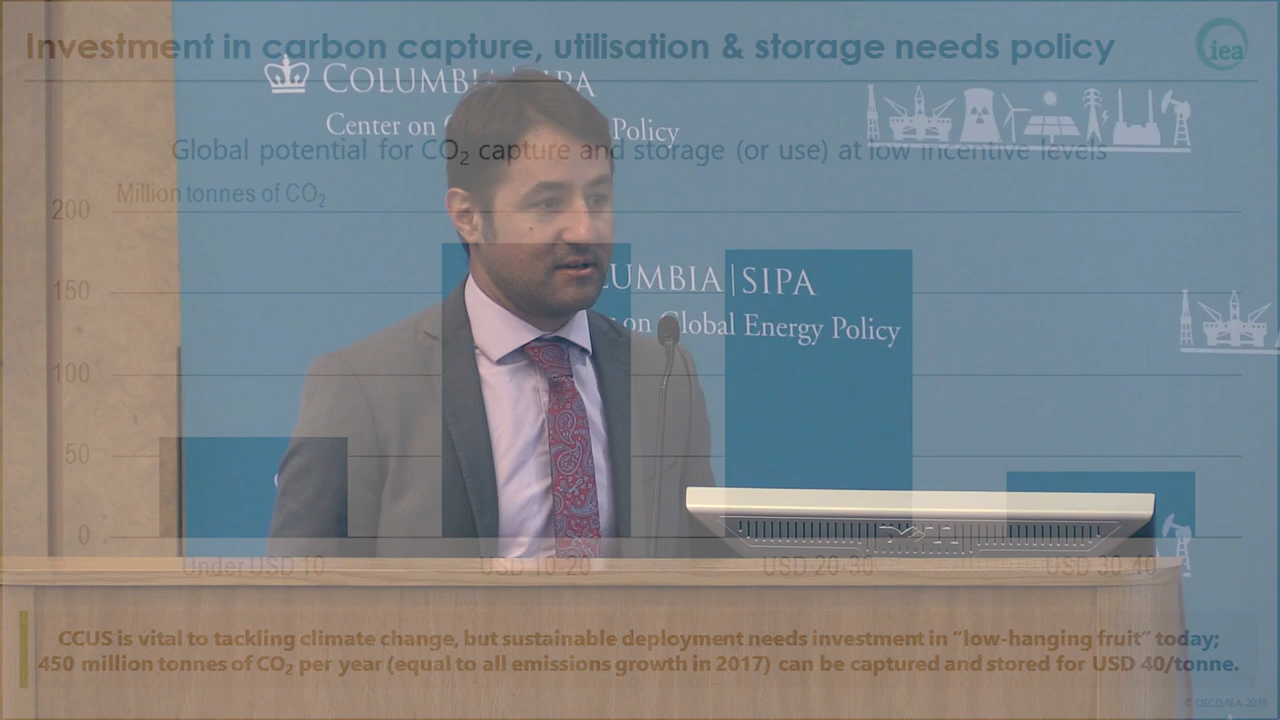 Investment in carbon capture, utilisation & storage needs policy
iea
COLUMBIA | SIPA
Center on Policy
Global potential for CO2 capture and storage (or use) at low incentive levels
Million tonnes of CO2
200
150
100
50
0
UMBIA | SIPA
on Global Energy Policy
Under USD 10
USD 10-20
USD 20-30
USD 30-40
DELL
CCUS is vital to tackling climate change, but sustainable deployment needs investment in “low-hanging fruit” today;
450 million tonnes of CO2 per year (equal to all emissions growth in 2017) can be captured and stored for USD 40/tonne.
© OECD/IEA 2018